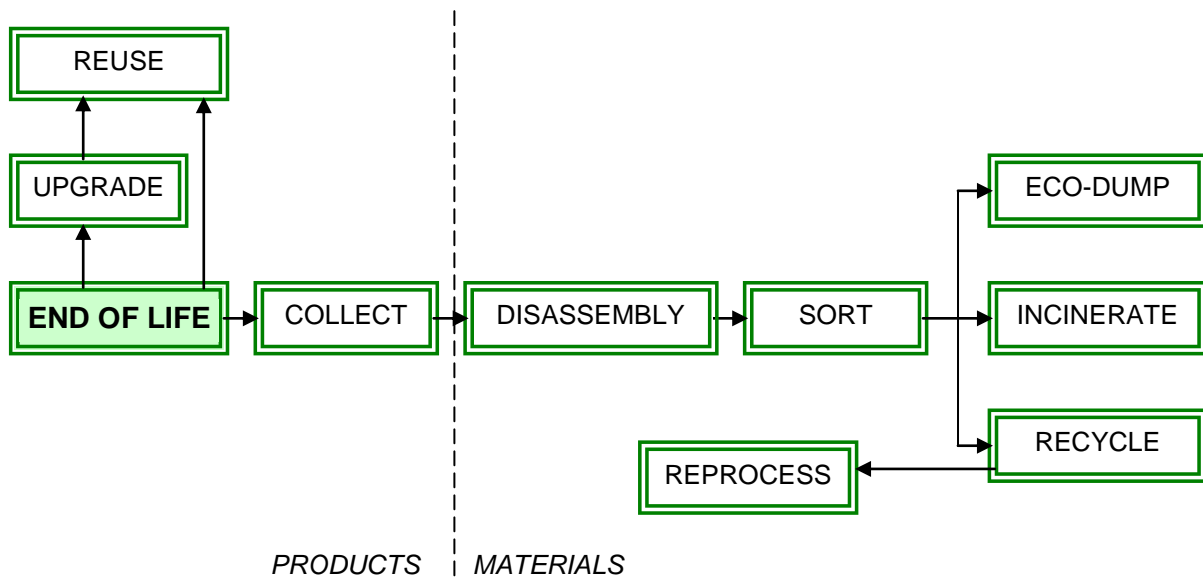 REUSE
UPGRADE
ECO-DUMP
END OF LIFE
COLLECT
DISASSEMBLY
SORT
INCINERATE
RECYCLE
REPROCESS
PRODUCTS
MATERIALS